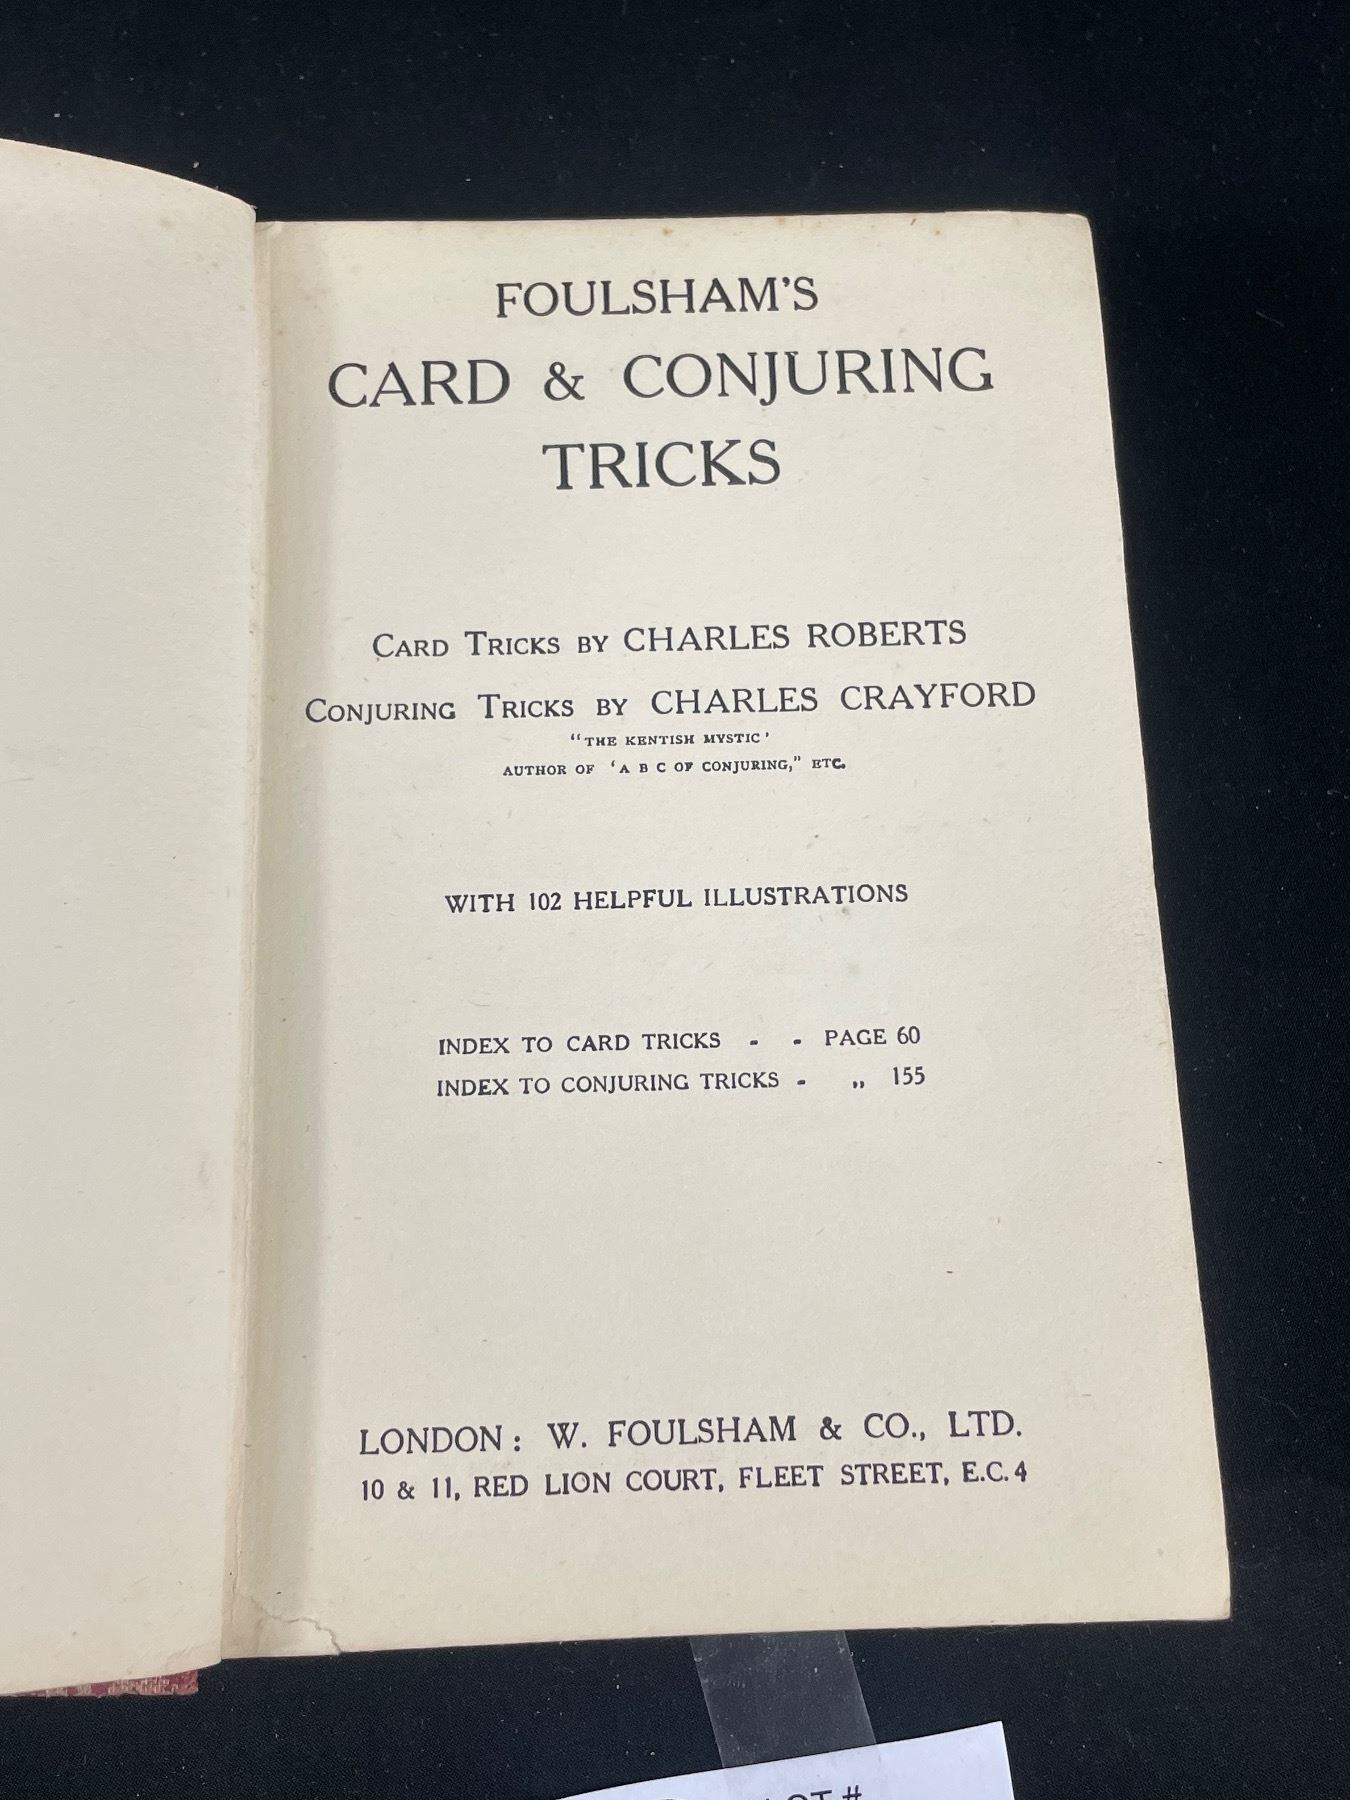 FOULSHAM'S
CARD & CONJURING
TRICKS
CARD TRICKS BY CHARLES ROBERTS
CONJURING TRICKS BY CHARLES CRAYFORD
"THE KENTISH MYSTIC'
AUTHOR OF 'A B C OF CONJURING," ETC.
WITH 102 HELPFUL ILLUSTRATIONS
INDEX TO CARD TRICKS - - PAGE 60
INDEX TO CONJURING TRICKS - „ 155
LONDON: W. FOULSHAM & CO., LTD.
10 & 11, RED LION COURT, FLEET STREET, E.C.4
#